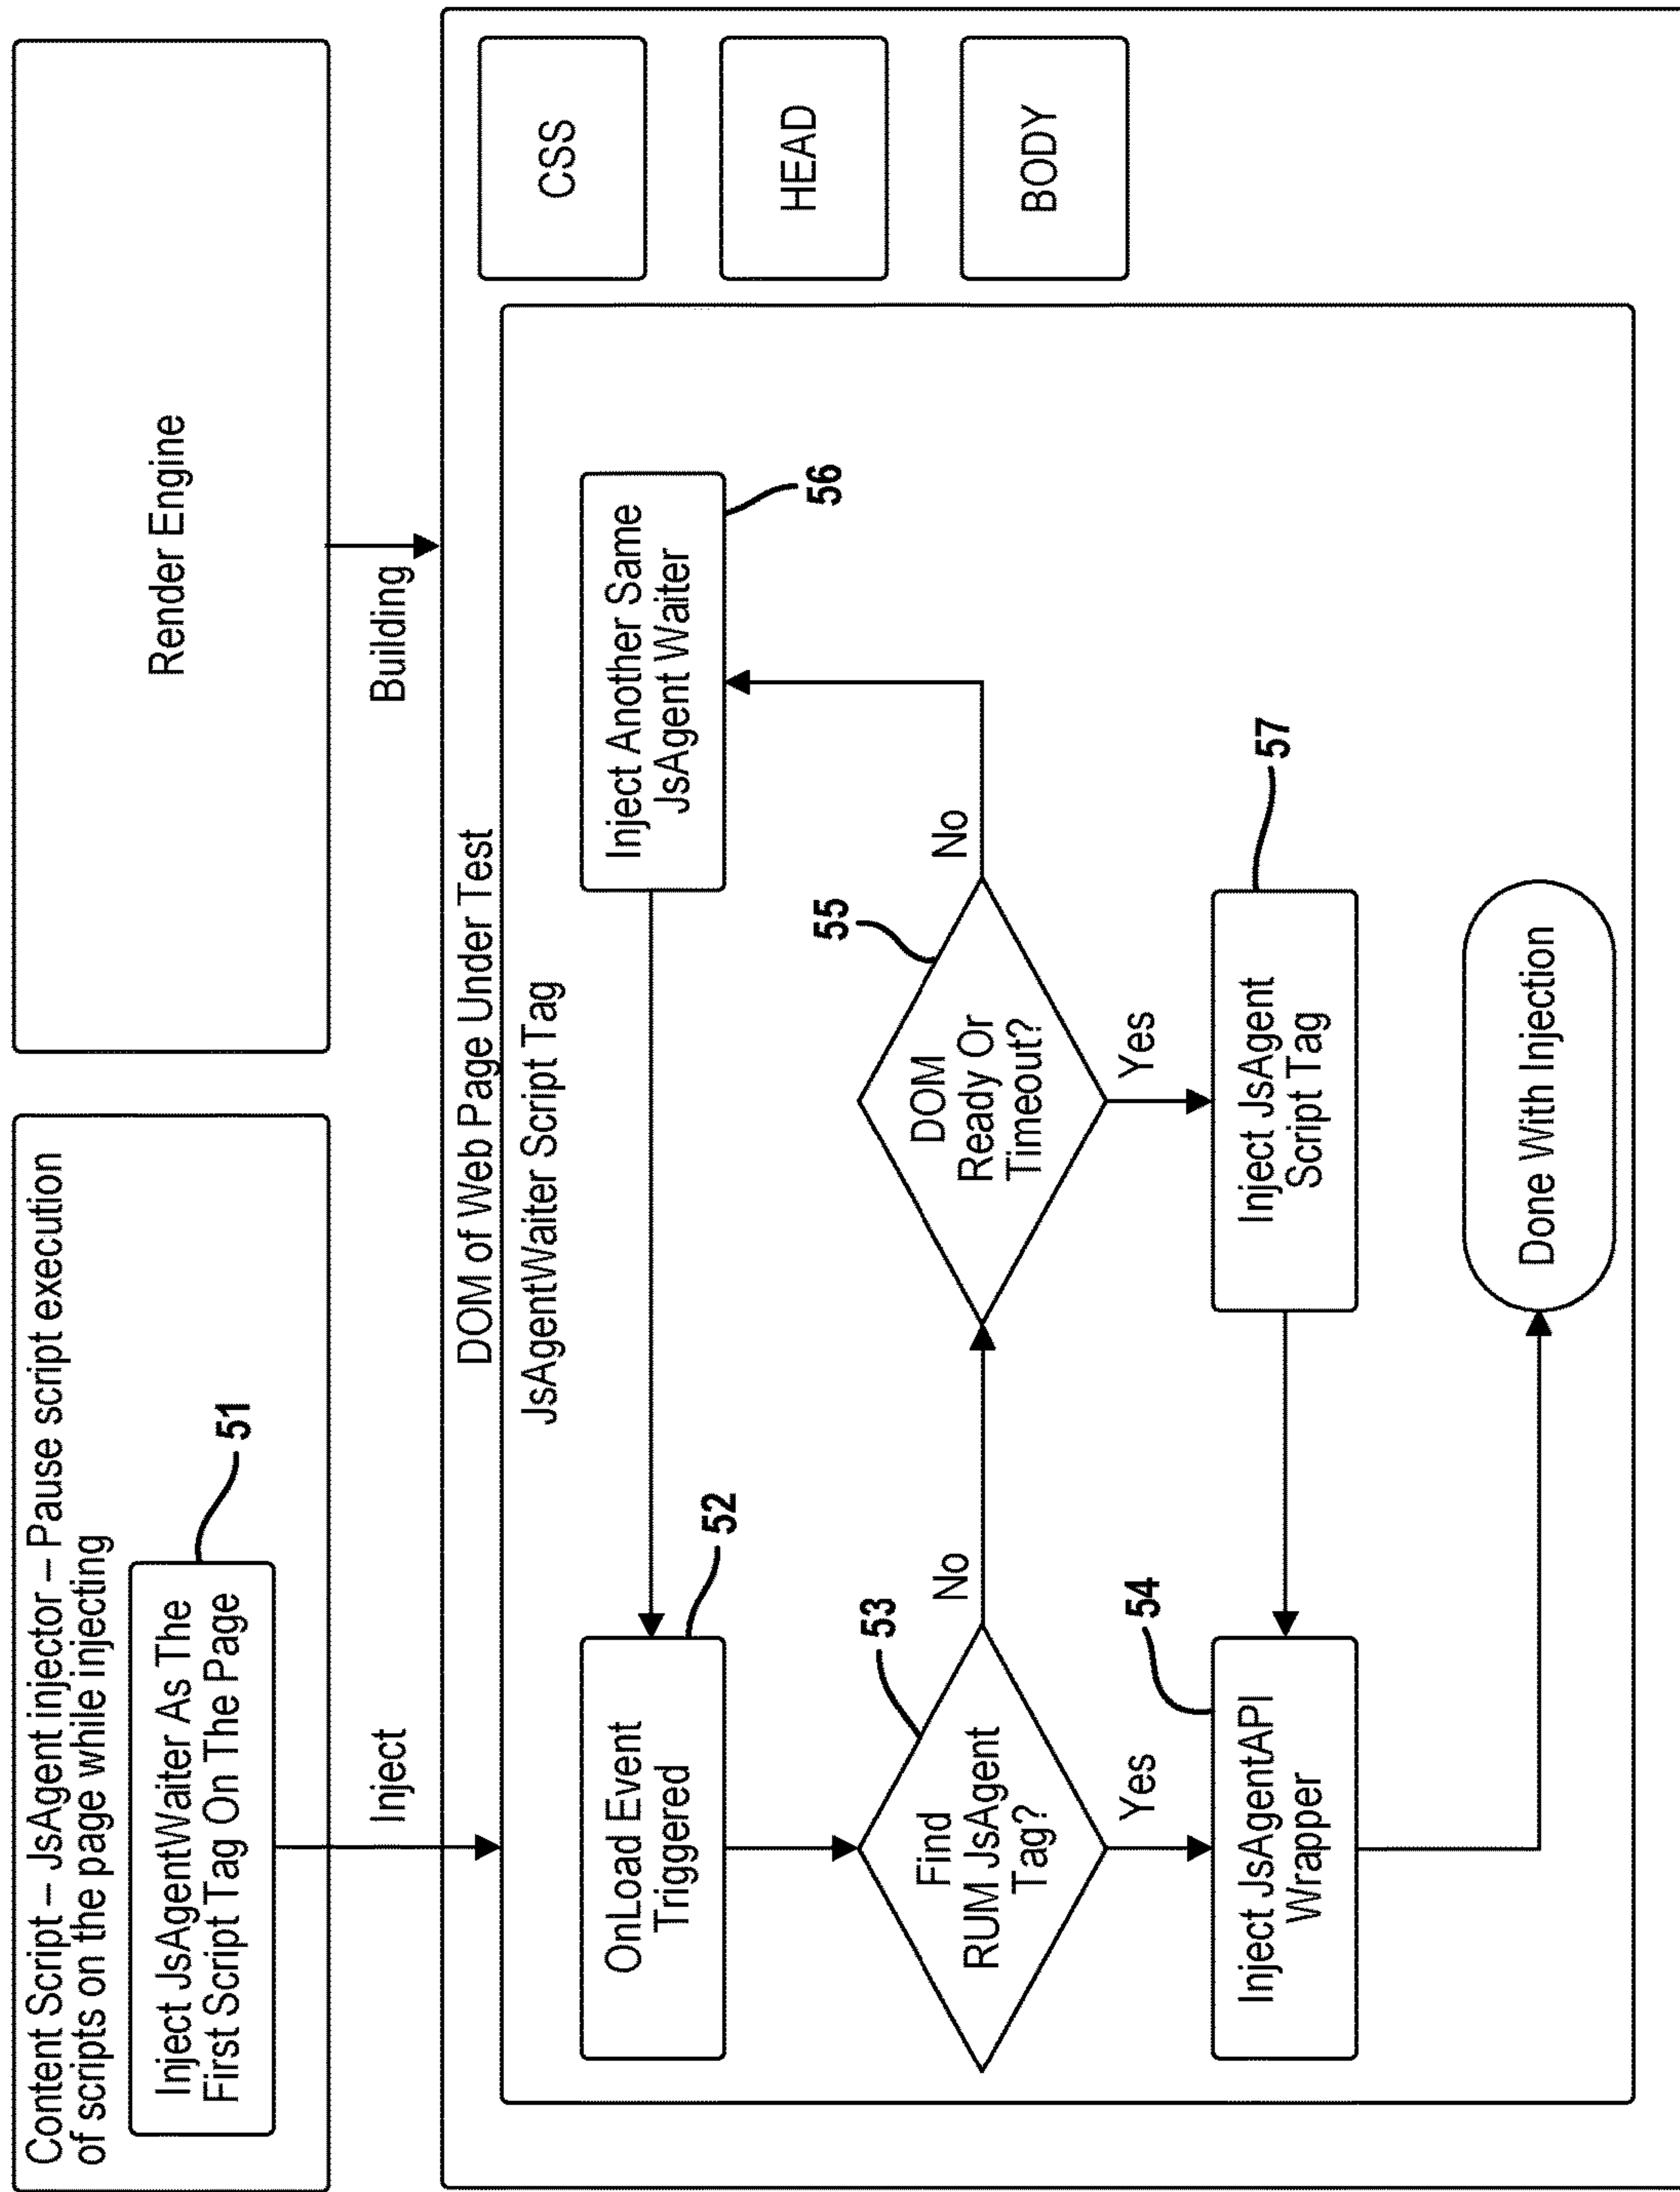 Content Script – JsAgent injector – Pause script execution
of scripts on the page while injecting
Inject JsAgentWaiter As The
First Script Tag On The Page
51
Render Engine
Inject
Building
DOM of Web Page Under Test
JsAgentWaiter Script Tag
OnLoad Event
Triggered
52
Inject Another Same
JsAgent Waiter
56
Find
RUM JsAgent
Tag?
53
No
DOM
Ready Or
Timeout?
55
No
Yes
Yes
Inject JsAgentAPI
Wrapper
54
Inject JsAgent
Script Tag
57
Done With Injection
CSS
HEAD
BODY